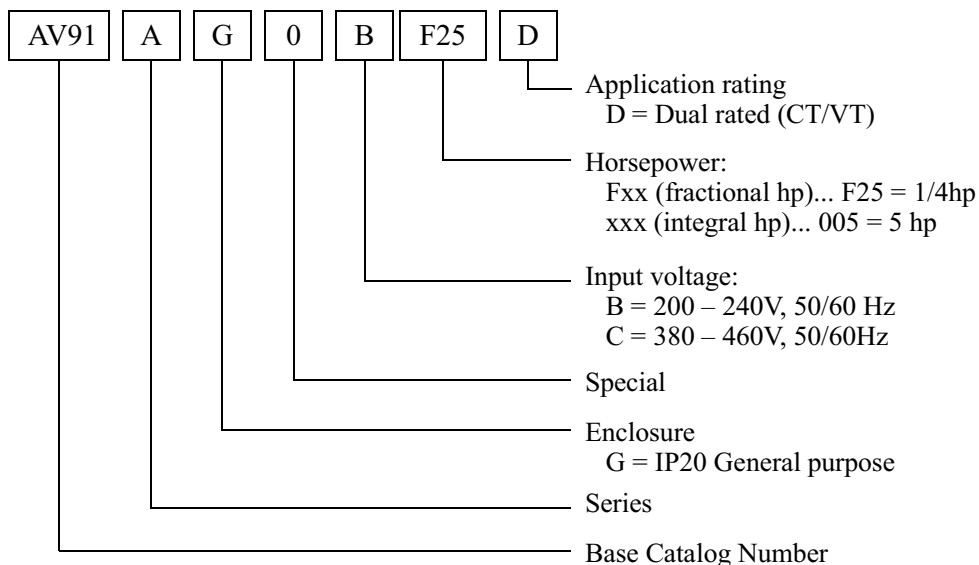 AV91 A G 0 B F25 D
Application rating
D = Dual rated (CT/VT)
Horsepower:
Fxx (fractional hp)... F25 = 1/4hp
xxx (integral hp)... 005 = 5 hp
Input voltage:
B = 200 – 240V, 50/60 Hz
C = 380 – 460V, 50/60Hz
Special
Enclosure
G = IP20 General purpose
Series
Base Catalog Number